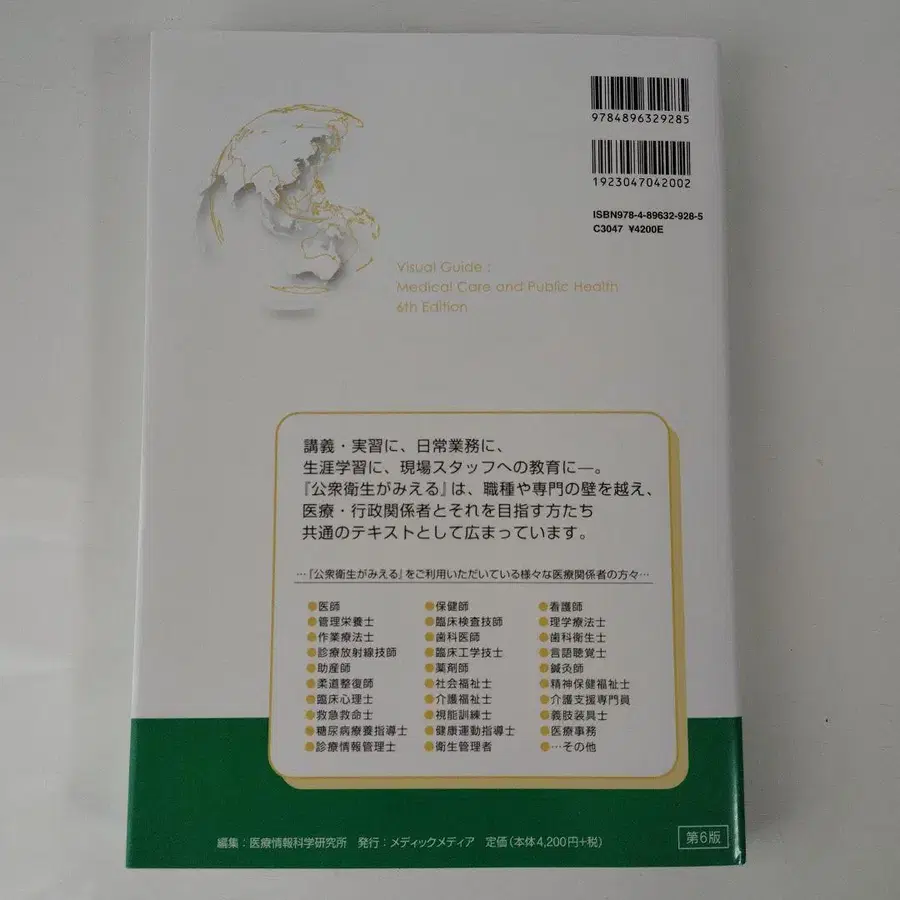 9784896329285
1923047042002
ISBN978-4-89632-928-5
C3047 ¥4200E
Visual Guide :
Medical Care and Public Health
6th Edition
講義・実習に、日常業務に、
生涯学習に、現場スタッフへの教育に―。
『公衆衛生がみえる』は、職種や専門の壁を越え、
医療・行政関係者とそれを目指す方たち
共通のテキストとして広まっています。
…『公衆衛生がみえる』をご利用いただいている様々な医療関係者の方々…
●医師 ●保健師 ●看護師
●管理栄養士 ●臨床検査技師 ●理学療法士
●作業療法士 ●歯科医師 ●歯科衛生士
●診療放射線技師 ●臨床工学技士 ●言語聴覚士
●助産師 ●薬剤師 ●鍼灸師
●柔道整復師 ●社会福祉士 ●精神保健福祉士
●臨床心理士 ●介護福祉士 ●介護支援専門員
●救急救命士 ●視能訓練士 ●義肢装具士
●糖尿病療養指導士 ●健康運動指導士 ●医療事務
●診療情報管理士 ●衛生管理者 ●…その他
編集：医療情報科学研究所 発行：メディックメディア 定価（本体4,200円+税） 第6版